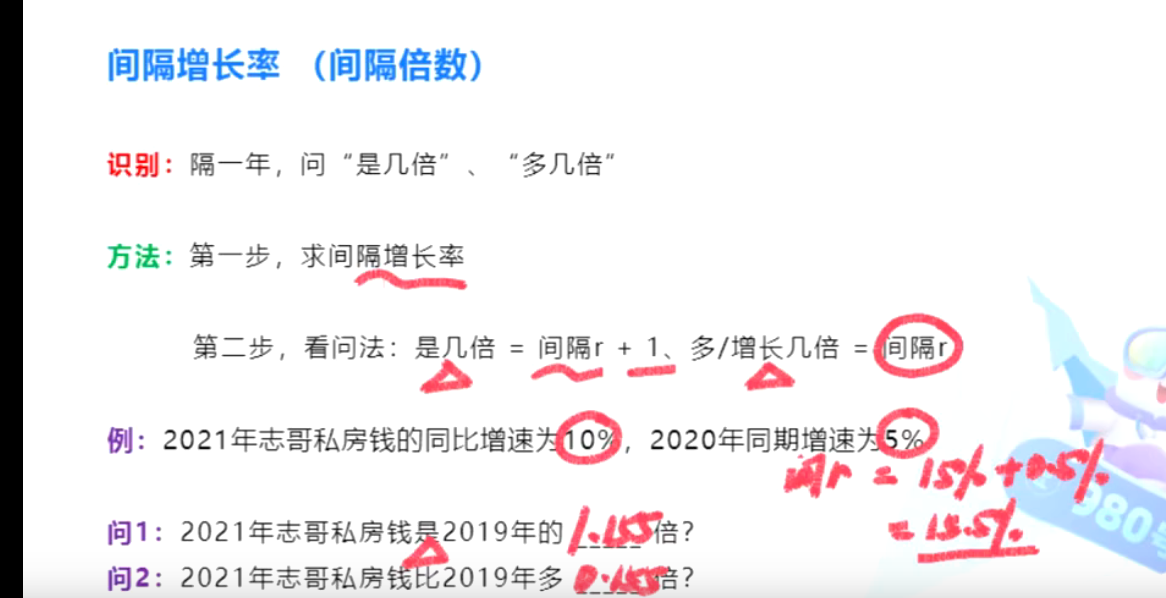 间隔增长率 （间隔倍数）
识别：隔一年，问“是几倍”、“多几倍”
方法：第一步，求间隔增长率
第二步，看问法：是几倍 = 间隔r + 1、多/增长几倍 = 间隔r
例：2021年志哥私房钱的同比增速为10%，2020年同期增速为5%
间r = 15% + 0.5%
= 15.5%
问1：2021年志哥私房钱是2019年的 1.155 倍？
980
问2：2021年志哥私房钱比2019年多 0.155 倍？